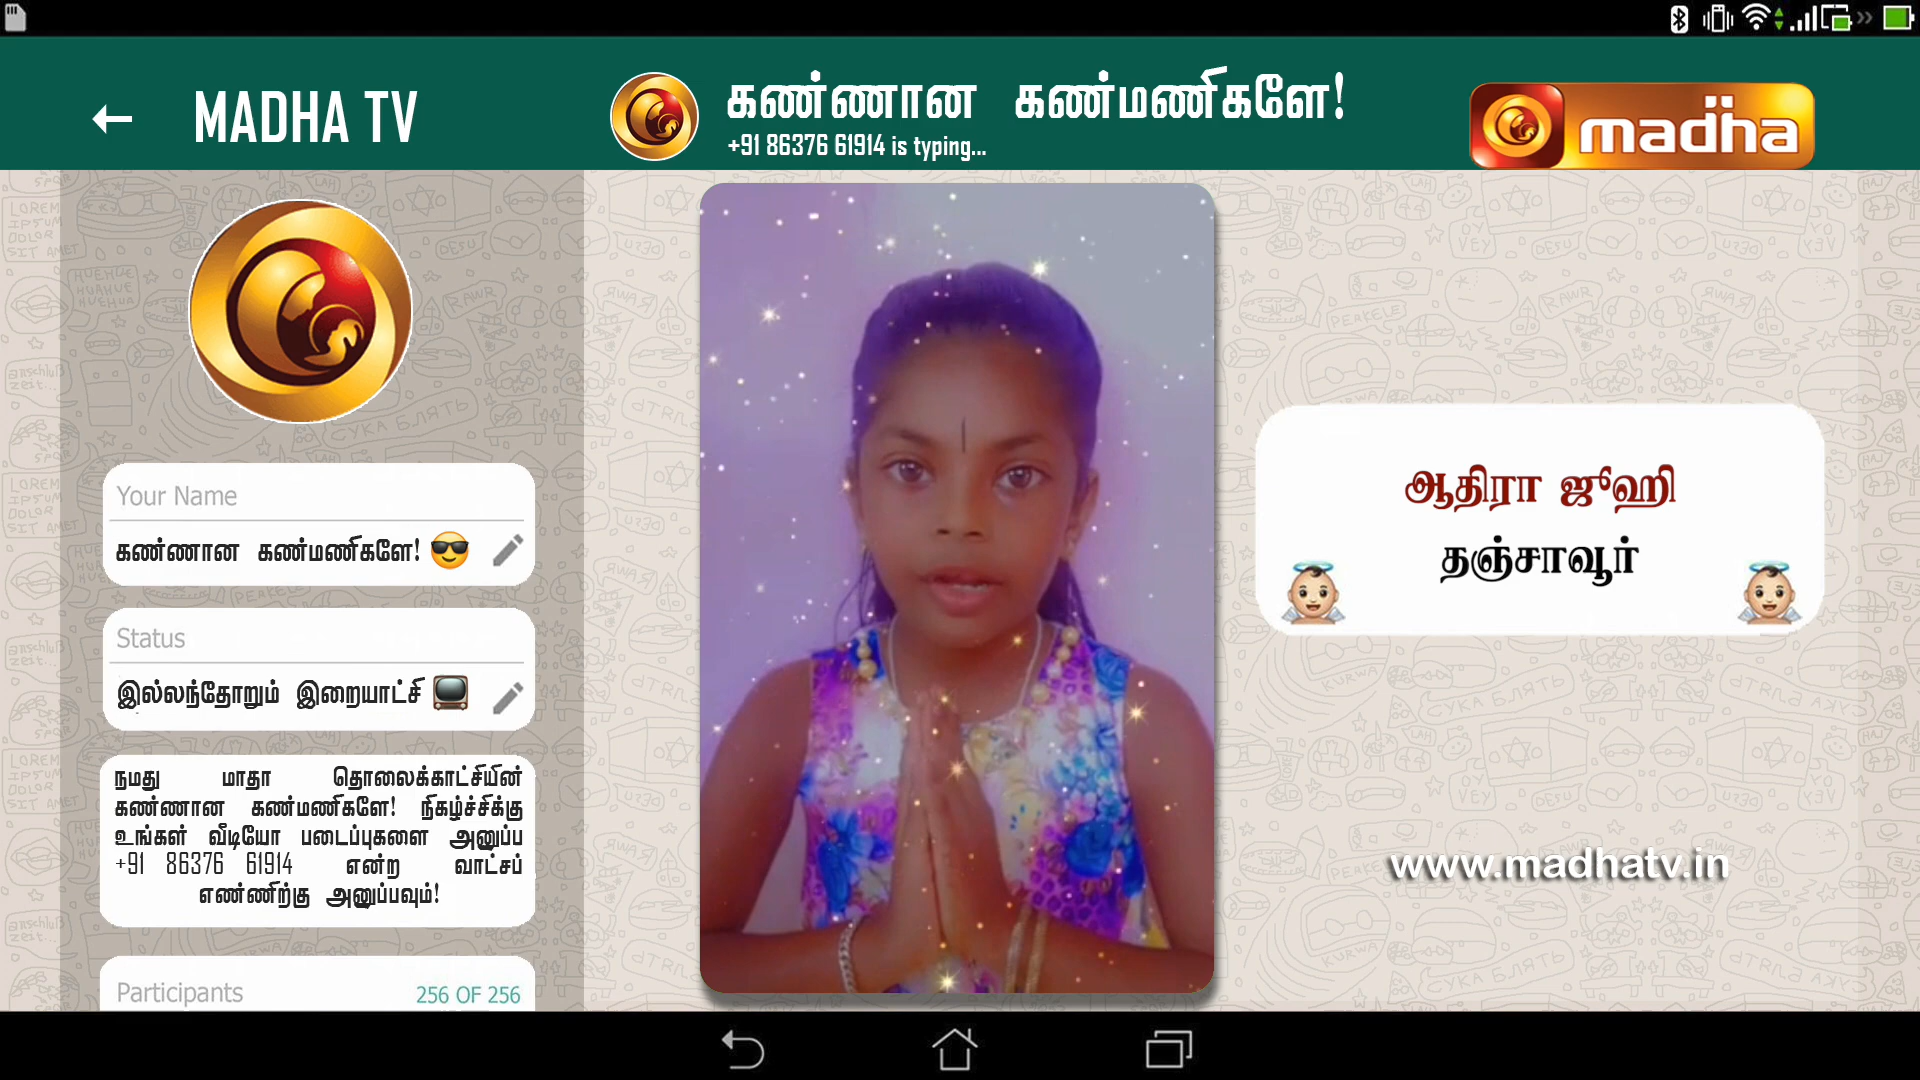 MADHA TV
கண்ணான கண்மணிகளே!
+91 86376 61914 is typing...
madha
Your Name
கண்ணான கண்மணிகளே! 😎
Status
இல்லந்தோறும் இறையாட்சி 📺
நமது மாதா தொலைக்காட்சியின்
கண்ணான கண்மணிகளே! நிகழ்ச்சிக்கு
உங்கள் வீடியோ படைப்புகளை அனுப்ப
+91 86376 61914 என்ற வாட்சப்
எண்ணிற்கு அனுப்பவும்!
Participants 256 OF 256
ஆதிரா ஜூஹி
தஞ்சாவூர்
www.madhatv.in